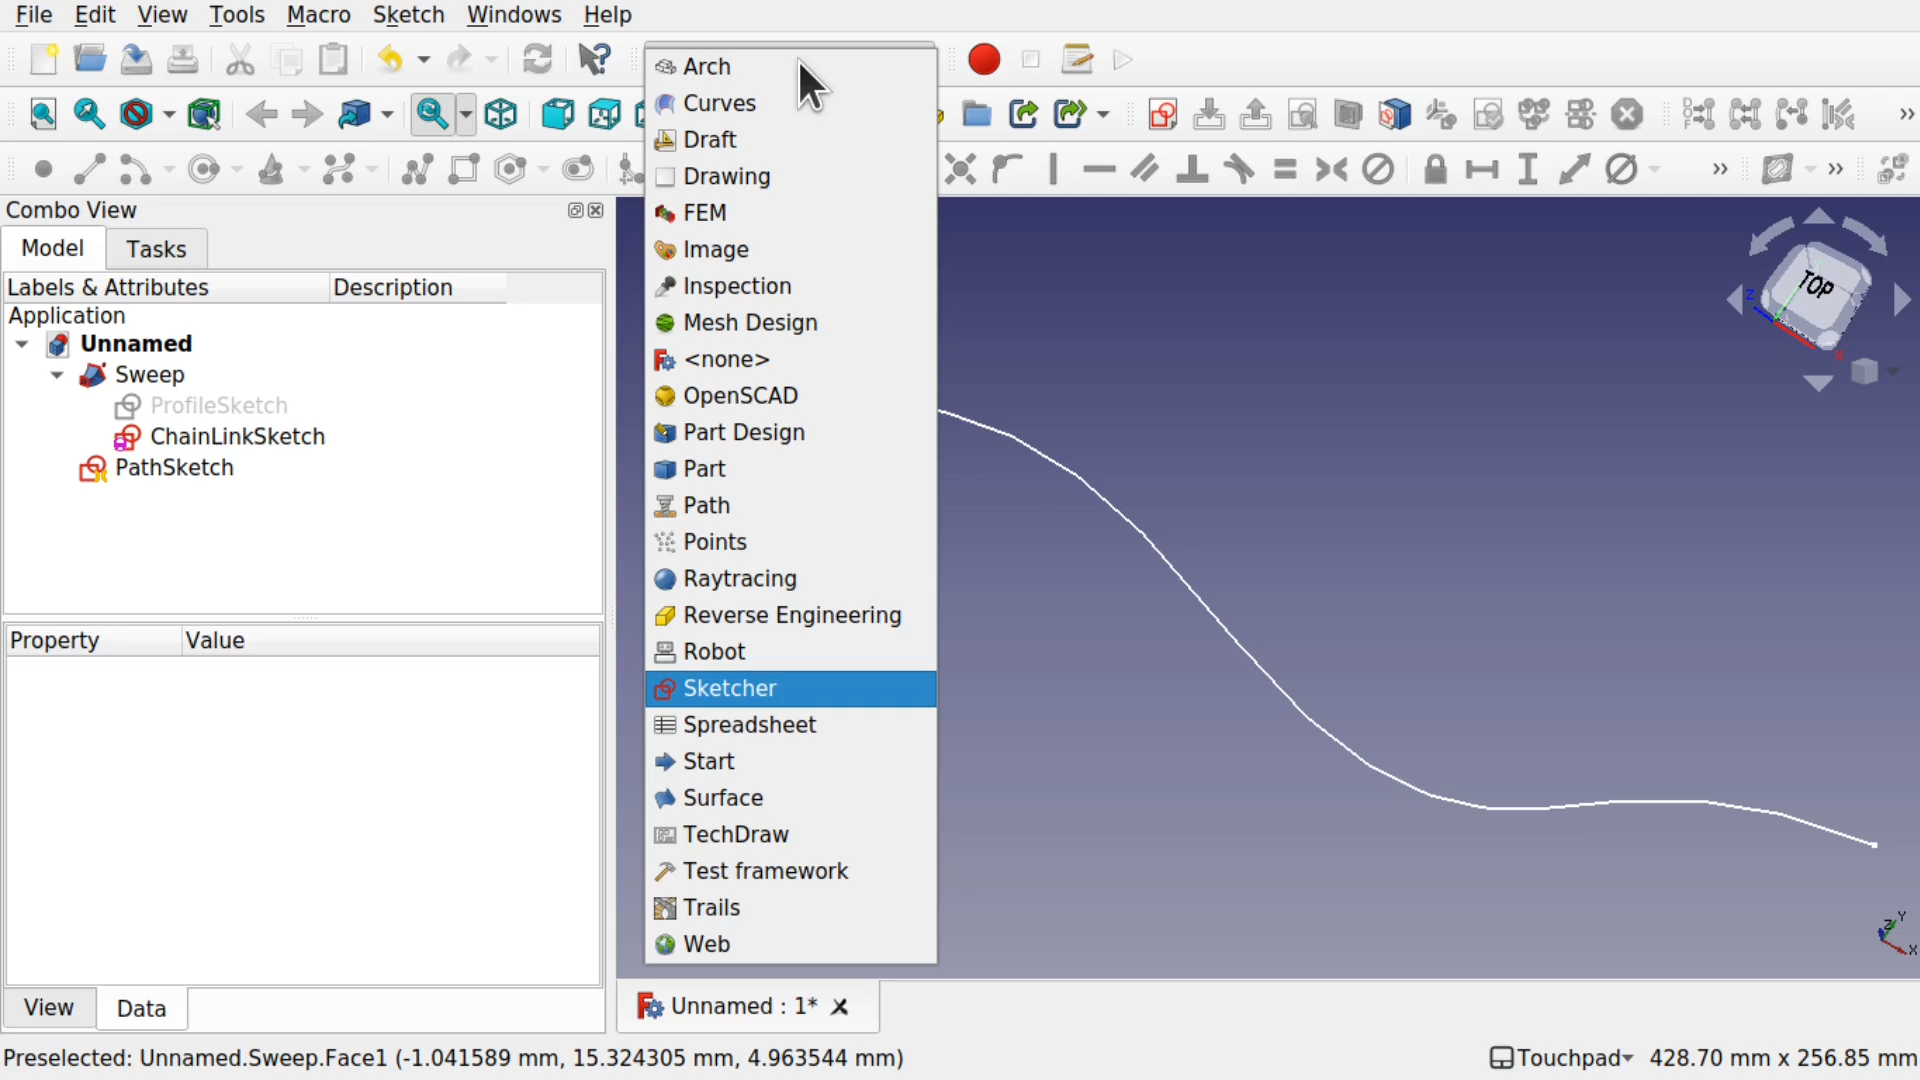 File Edit View Tools Macro Sketch Windows Help
Combo View
Model Tasks
Labels & Attributes Description
Application
Unnamed
Sweep
ProfileSketch
ChainLinkSketch
PathSketch
Property Value
View Data
Arch
Curves
Draft
Drawing
FEM
Image
Inspection
Mesh Design
<none>
OpenSCAD
Part Design
Part
Path
Points
Raytracing
Reverse Engineering
Robot
Sketcher
Spreadsheet
Start
Surface
TechDraw
Test framework
Trails
Web
TOP
Z
X
Z Y
X
Unnamed : 1*
Preselected: Unnamed.Sweep.Face1 (-1.041589 mm, 15.324305 mm, 4.963544 mm)
Touchpad 428.70 mm x 256.85 mm